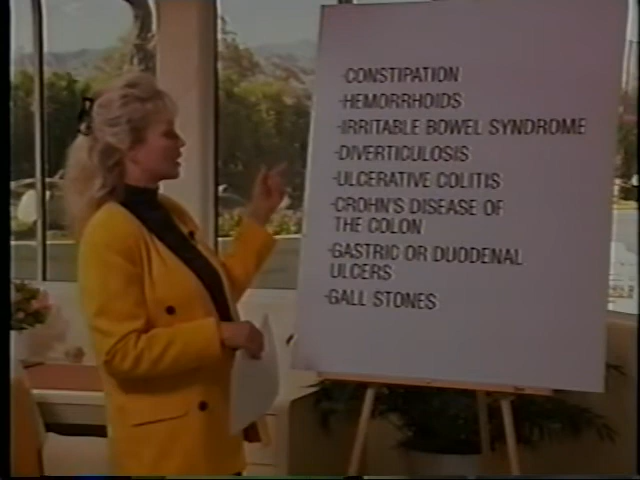 -CONSTIPATION
-HEMORRHOIDS
-IRRITABLE BOWEL SYNDROME
-DIVERTICULOSIS
-ULCERATIVE COLITIS
-CROHN'S DISEASE OF
THE COLON
-GASTRIC OR DUODENAL
ULCERS
-GALL STONES